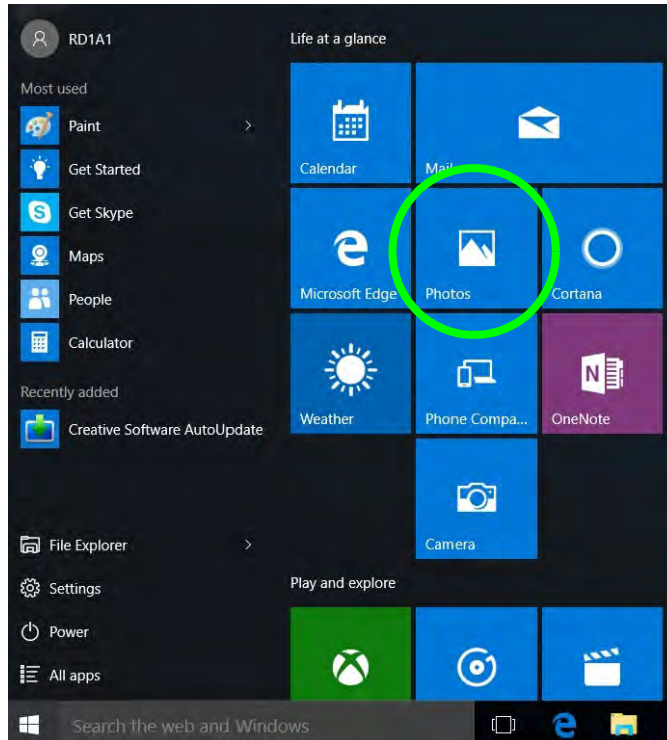 RD1A1
Most used
Paint
Get Started
Get Skype
Maps
People
Calculator
Recently added
Creative Software AutoUpdate
File Explorer
Settings
Power
All apps
Life at a glance
Calendar
Mail
Microsoft Edge
Photos
Cortana
Weather
Phone Compa...
OneNote
N
Camera
Play and explore
Search the web and Windows